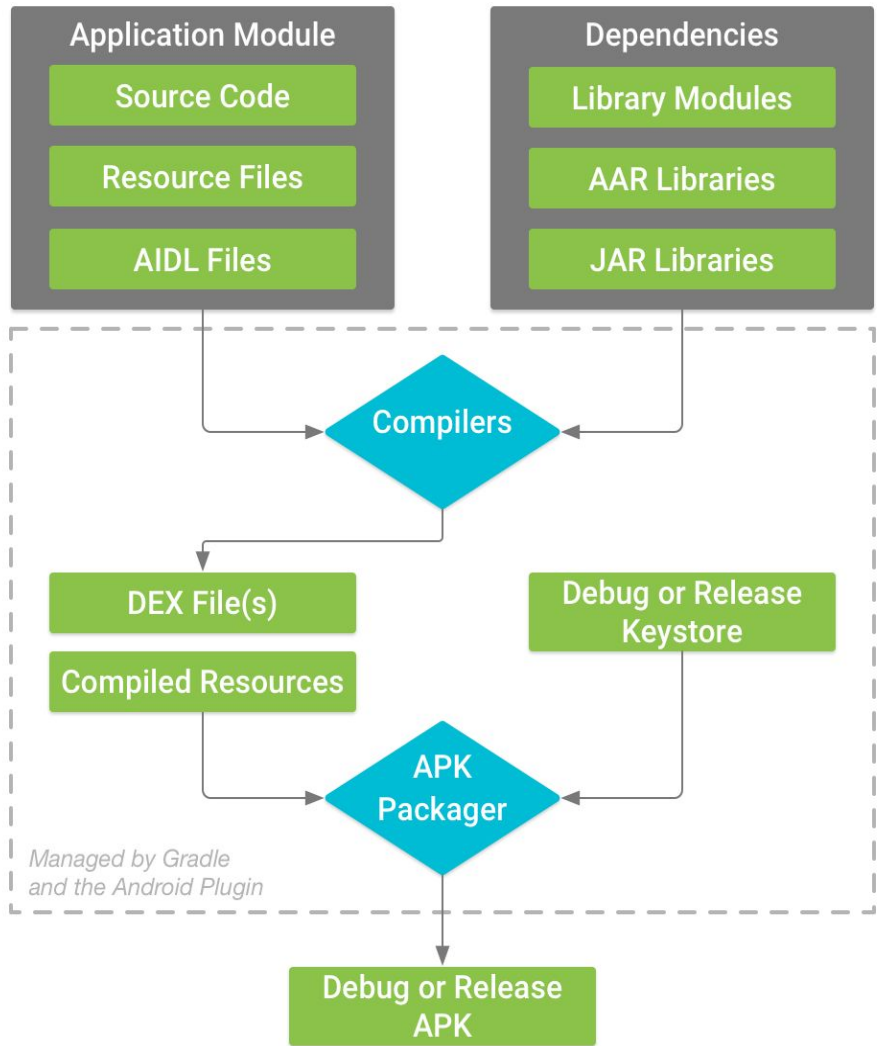 Application Module
Source Code
Resource Files
AIDL Files
Dependencies
Library Modules
AAR Libraries
JAR Libraries
Compilers
DEX File(s)
Compiled Resources
Debug or Release
Keystore
APK
Packager
Managed by Gradle
and the Android Plugin
Debug or Release
APK